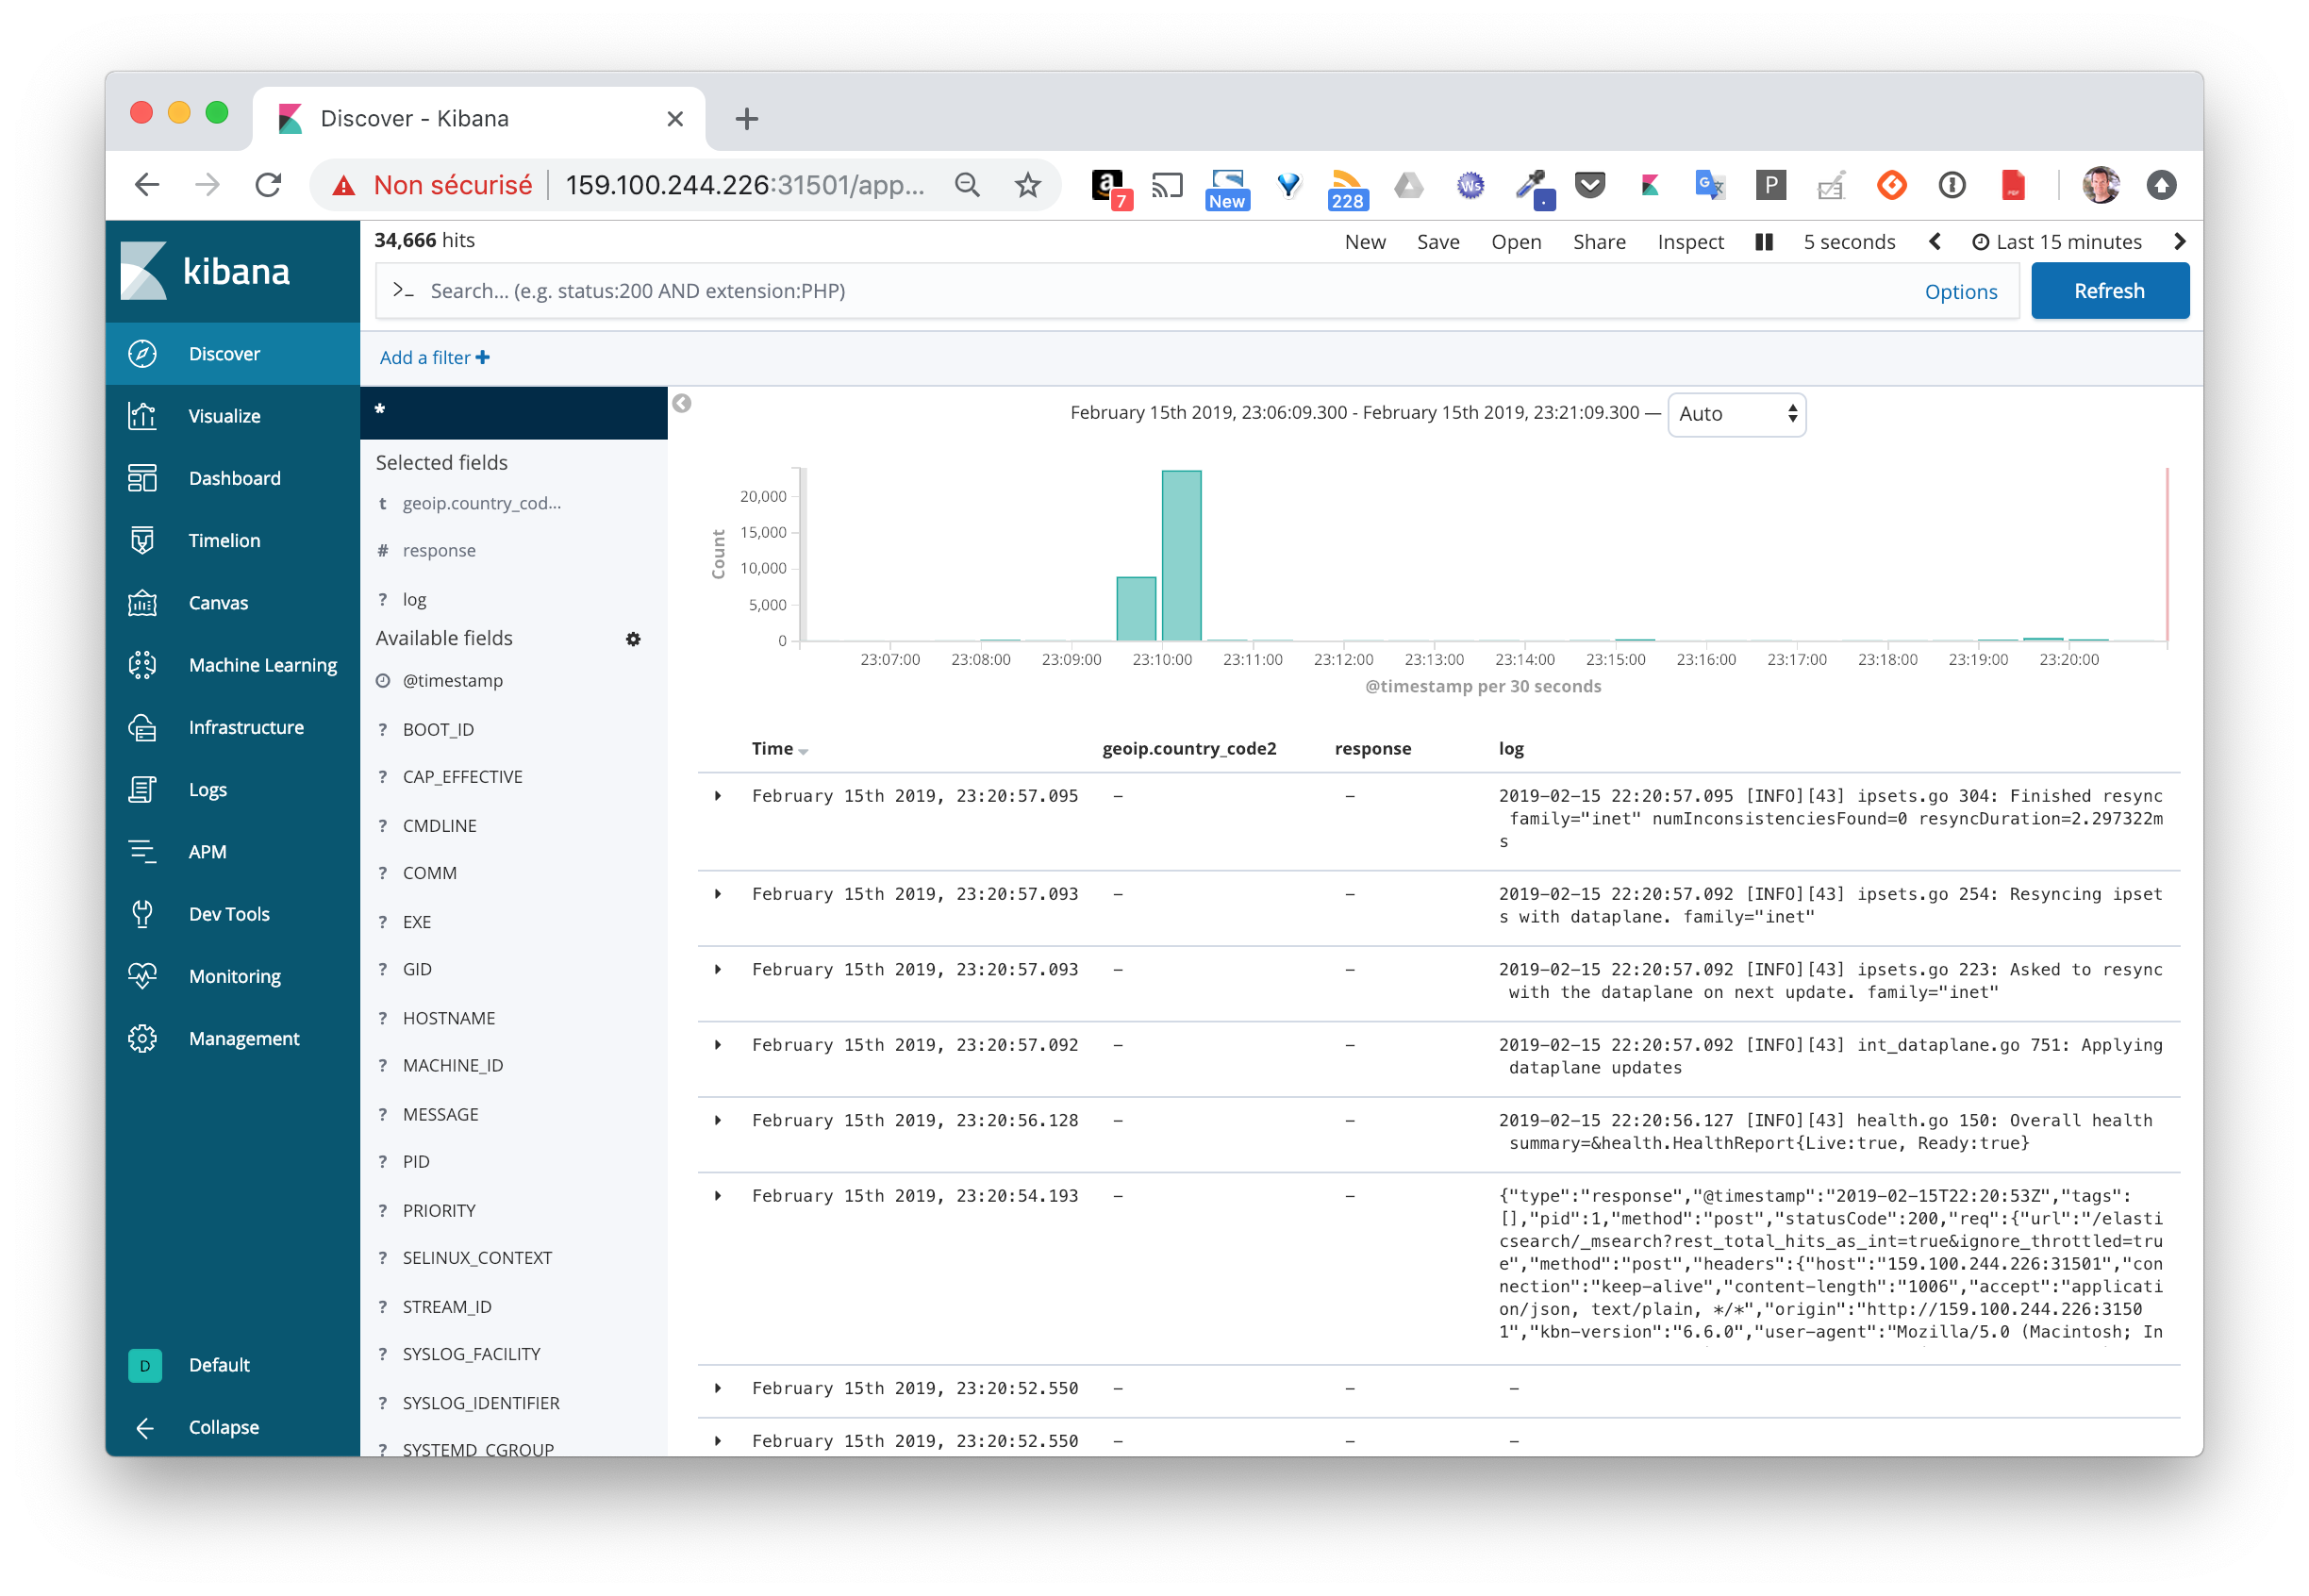 Discover - Kibana
Non sécurisé
159.100.244.226:31501/app...
a
7
New
228
Ws
G
P
34,666 hits
New
Save
Open
Share
Inspect
5 seconds
Last 15 minutes
kibana
>_ Search... (e.g. status:200 AND extension:PHP)
Options
Refresh
Add a filter +
Discover
Visualize
Dashboard
Timelion
Canvas
Machine Learning
Infrastructure
Logs
APM
Dev Tools
Monitoring
Management
D Default
Collapse
*
Selected fields
t geoip.country_cod...
# response
? log
Available fields
@timestamp
? BOOT_ID
? CAP_EFFECTIVE
? CMDLINE
? COMM
? EXE
? GID
? HOSTNAME
? MACHINE_ID
? MESSAGE
? PID
? PRIORITY
? SELINUX_CONTEXT
? STREAM_ID
? SYSLOG_FACILITY
? SYSLOG_IDENTIFIER
? SYSTEMD_CGROUP
February 15th 2019, 23:06:09.300 - February 15th 2019, 23:21:09.300 — Auto
Count
20,000
15,000
10,000
5,000
0
23:07:00 23:08:00 23:09:00 23:10:00 23:11:00 23:12:00 23:13:00 23:14:00 23:15:00 23:16:00 23:17:00 23:18:00 23:19:00 23:20:00
@timestamp per 30 seconds
Time geoip.country_code2 response log
February 15th 2019, 23:20:57.095 – – 2019-02-15 22:20:57.095 [INFO][43] ipsets.go 304: Finished resync
family="inet" numInconsistenciesFound=0 resyncDuration=2.297322m
s
February 15th 2019, 23:20:57.093 – – 2019-02-15 22:20:57.092 [INFO][43] ipsets.go 254: Resyncing ipset
s with dataplane. family="inet"
February 15th 2019, 23:20:57.093 – – 2019-02-15 22:20:57.092 [INFO][43] ipsets.go 223: Asked to resync
with the dataplane on next update. family="inet"
February 15th 2019, 23:20:57.092 – – 2019-02-15 22:20:57.092 [INFO][43] int_dataplane.go 751: Applying
dataplane updates
February 15th 2019, 23:20:56.128 – – 2019-02-15 22:20:56.127 [INFO][43] health.go 150: Overall health
summary=&health.HealthReport{Live:true, Ready:true}
February 15th 2019, 23:20:54.193 – – {"type":"response","@timestamp":"2019-02-15T22:20:53Z","tags":
[],"pid":1,"method":"post","statusCode":200,"req":{"url":"/elasti
csearch/_msearch?rest_total_hits_as_int=true&ignore_throttled=tru
e","method":"post","headers":{"host":"159.100.244.226:31501","con
nection":"keep-alive","content-length":"1006","accept":"applicati
on/json, text/plain, */*","origin":"http://159.100.244.226:3150
1","kbn-version":"6.6.0","user-agent":"Mozilla/5.0 (Macintosh; In
February 15th 2019, 23:20:52.550 – – –
February 15th 2019, 23:20:52.550 – – –